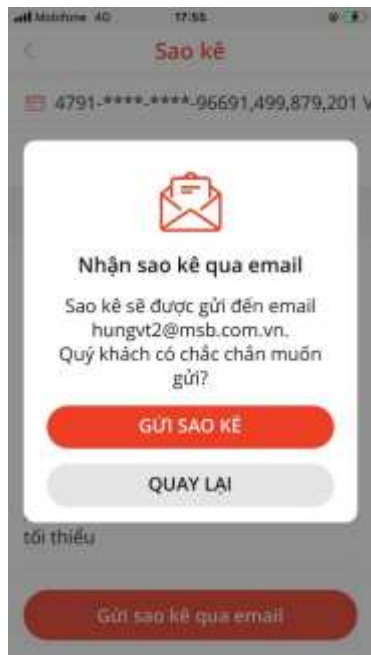 Mobifone 4G 17:55
Sao kê
4791-****-****-96691,499,879,201 V
Nhận sao kê qua email
Sao kê sẽ được gửi đến email
hungvt2@msb.com.vn.
Quý khách có chắc chắn muốn
gửi?
GỬI SAO KÊ
QUAY LẠI
tối thiểu
Gửi sao kê qua email